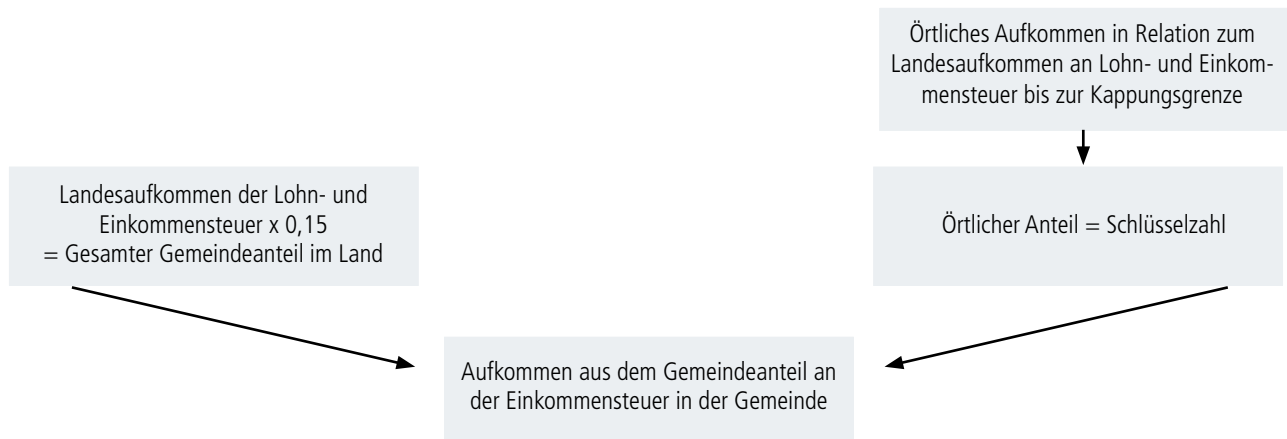 Örtliches Aufkommen in Relation zum
Landesaufkommen an Lohn- und Einkom-
mensteuer bis zur Kappungsgrenze
Landesaufkommen der Lohn- und
Einkommensteuer x 0,15
= Gesamter Gemeindeanteil im Land
Örtlicher Anteil = Schlüsselzahl
Aufkommen aus dem Gemeindeanteil an
der Einkommensteuer in der Gemeinde